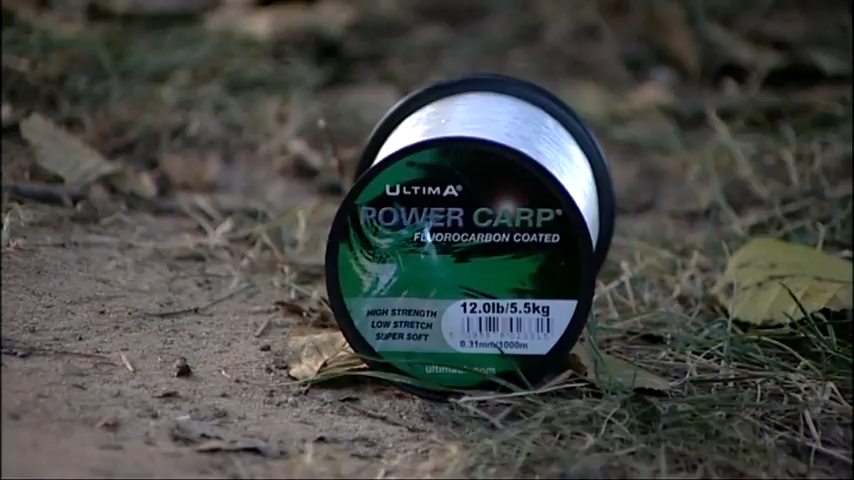 ULTIMA®
POWER CARP®
FLUOROCARBON COATED
HIGH STRENGTH
LOW STRETCH
SUPER SOFT
12.0lb/5.5kg
0.31mm/1000m